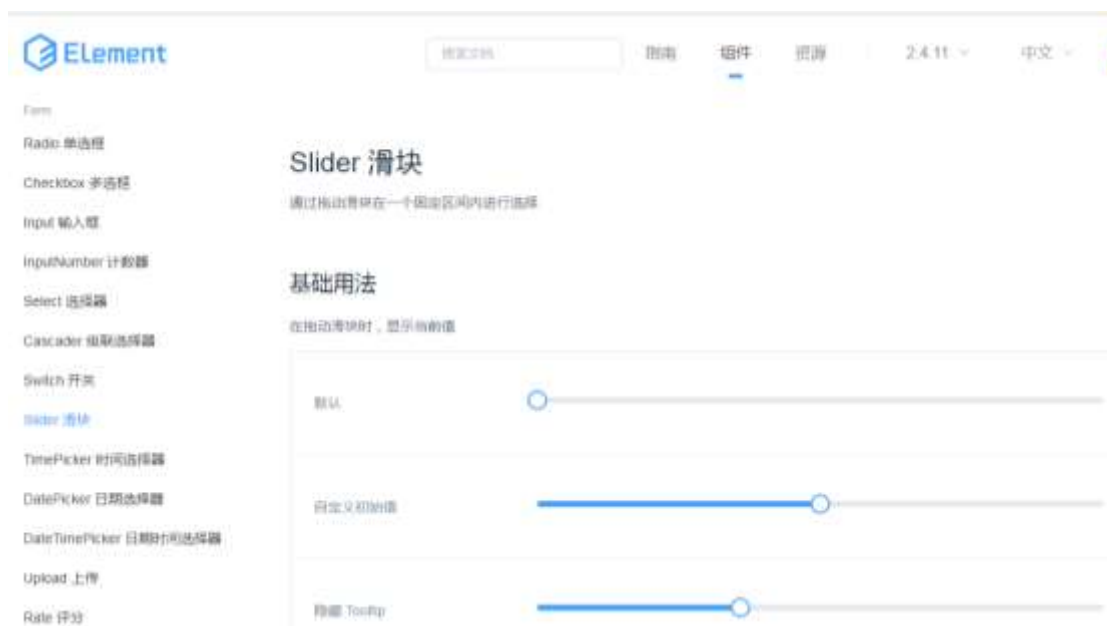 Element
搜索文档
指南
组件
资源
2.4.11
中文
Form
Radio 单选框
Checkbox 多选框
Input 输入框
InputNumber 计数器
Select 选择器
Cascader 级联选择器
Switch 开关
Slider 滑块
TimePicker 时间选择器
DatePicker 日期选择器
DateTimePicker 日期时间选择器
Upload 上传
Rate 评分
Slider 滑块
通过拖动滑块在一个固定区间内进行选择
基础用法
在拖动滑块时，显示当前值
默认
自定义初始值
隐藏 Tooltip